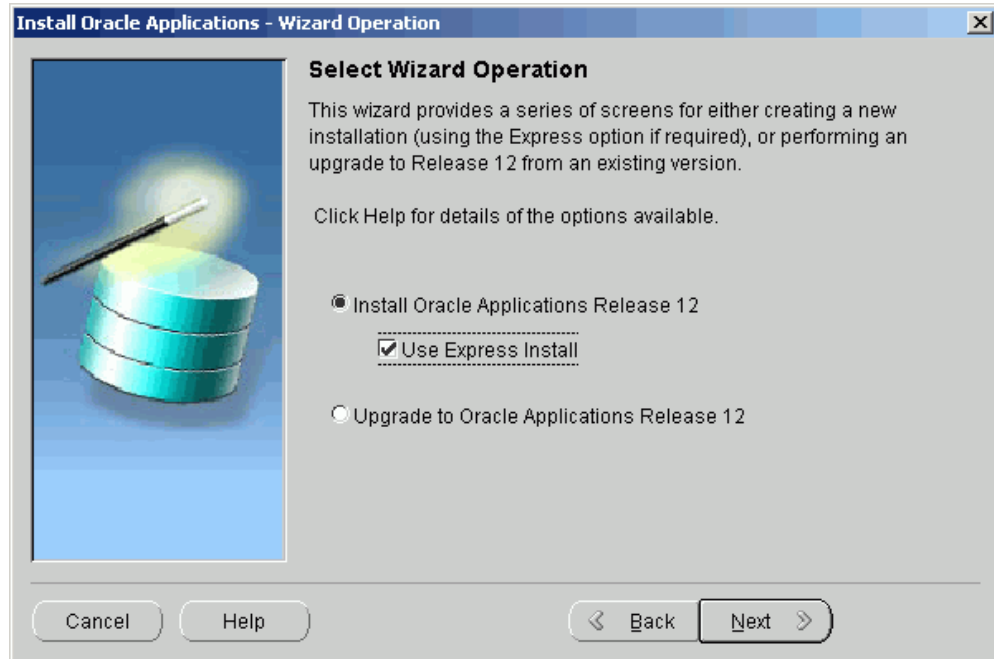 Install Oracle Applications - Wizard Operation
Select Wizard Operation
This wizard provides a series of screens for either creating a new
installation (using the Express option if required), or performing an
upgrade to Release 12 from an existing version.
Click Help for details of the options available.
Install Oracle Applications Release 12
Use Express Install
Upgrade to Oracle Applications Release 12
Cancel
Help
Back
Next